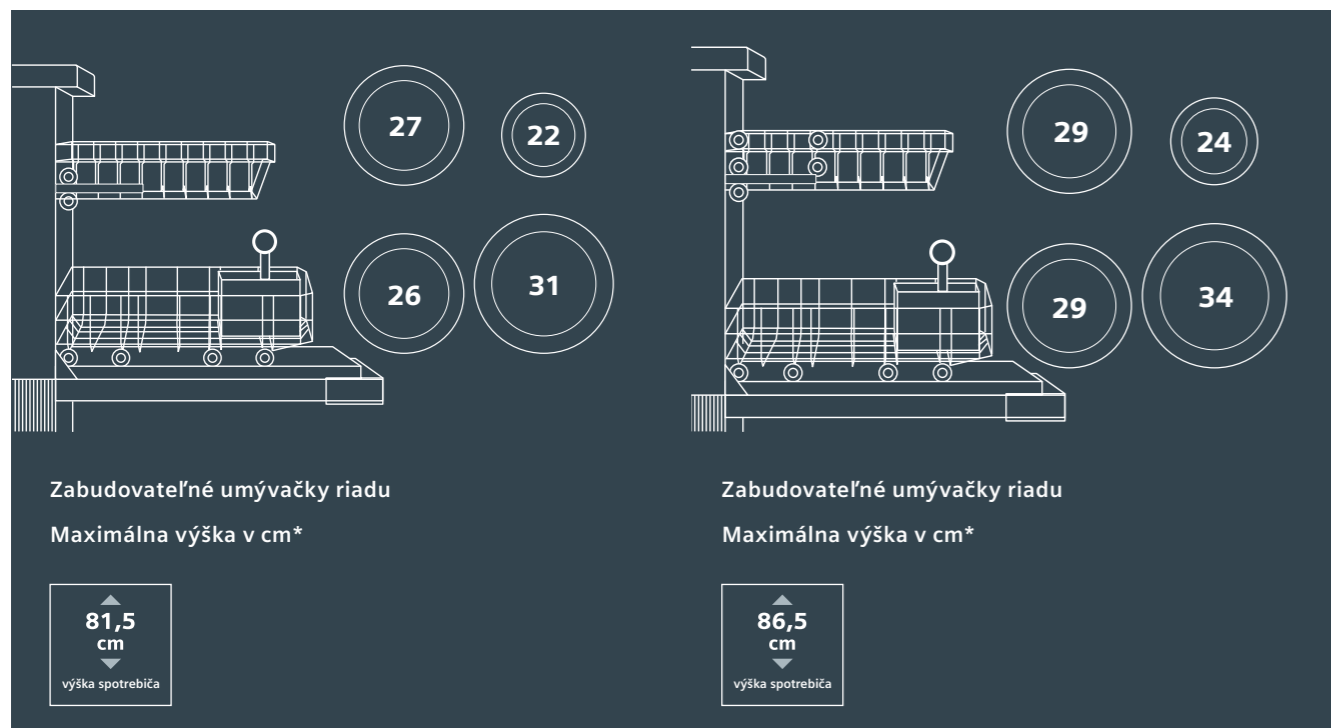 27
22
26
31
Zabudovateľné umývačky riadu
Maximálna výška v cm*
81,5
cm
výška spotrebiča
29
24
29
34
Zabudovateľné umývačky riadu
Maximálna výška v cm*
86,5
cm
výška spotrebiča